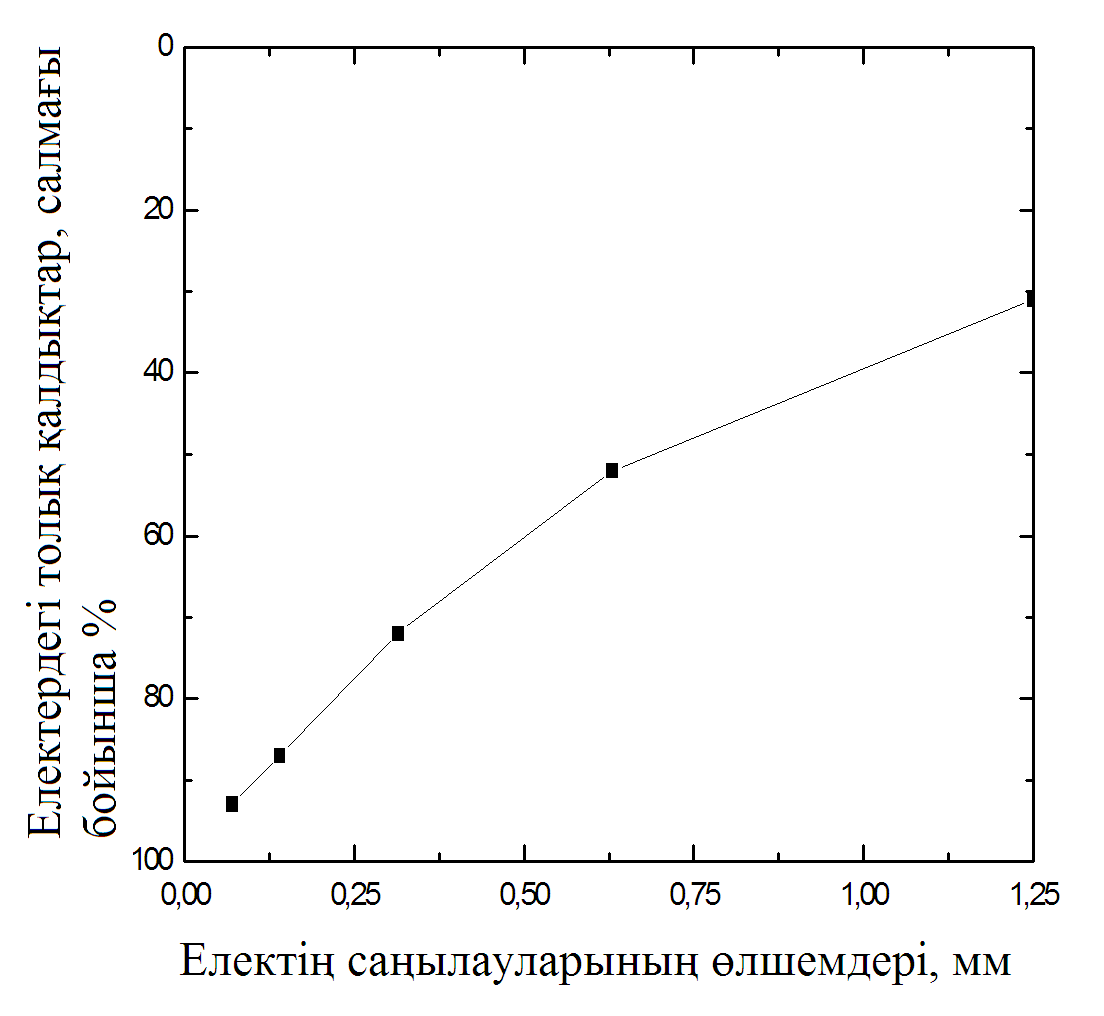 Електердегі толық қалдықтар, салмағы
бойынша %
0
20
40
60
80
100
0,00 0,25 0,50 0,75 1,00 1,25
Електің саңылауларының өлшемдері, мм